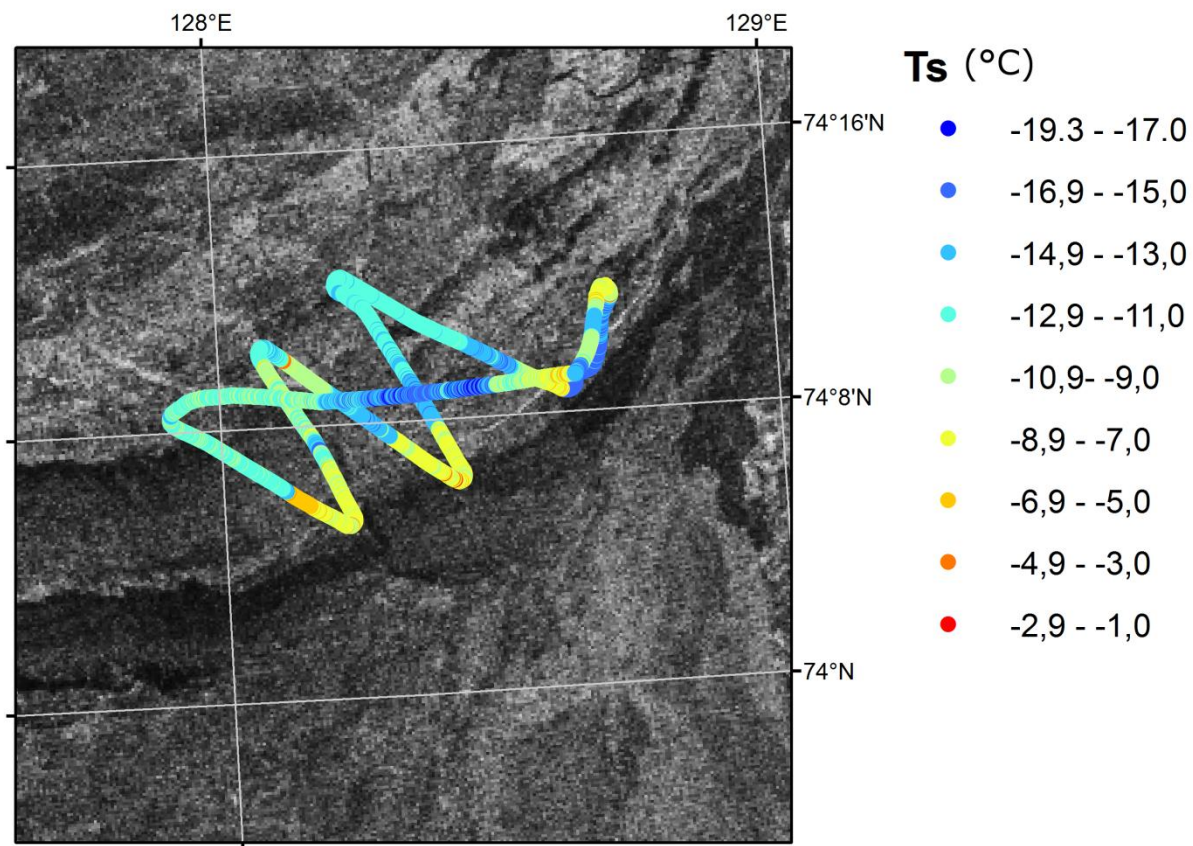 128°E
129°E
Ts (°C)
74°16'N
-19.3 - -17.0
-16,9 - -15,0
-14,9 - -13,0
-12,9 - -11,0
-10,9- -9,0
74°8'N
-8,9 - -7,0
-6,9 - -5,0
-4,9 - -3,0
-2,9 - -1,0
74°N